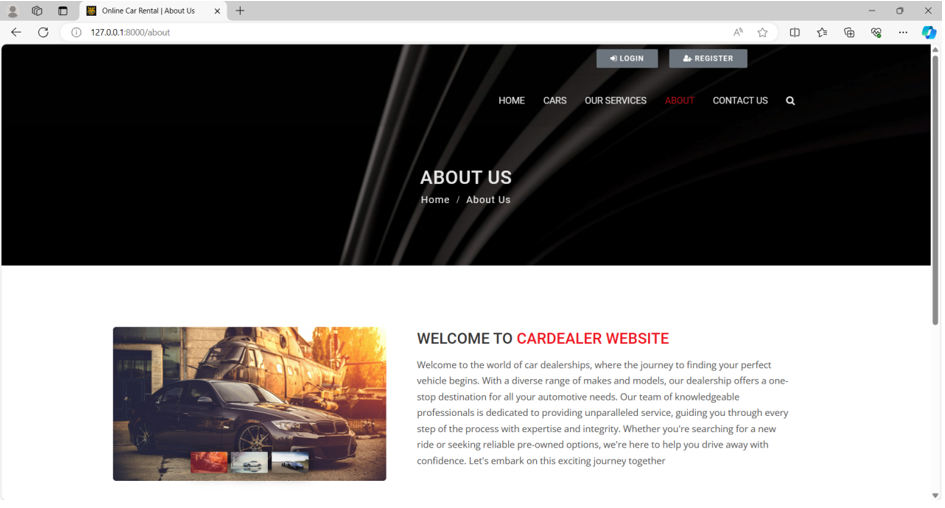 Online Car Rental | About Us
127.0.0.1:8000/about
LOGIN
REGISTER
HOME
CARS
OUR SERVICES
ABOUT
CONTACT US
ABOUT US
Home / About Us
WELCOME TO CARDEALER WEBSITE
Welcome to the world of car dealerships, where the journey to finding your perfect
vehicle begins. With a diverse range of makes and models, our dealership offers a one-
stop destination for all your automotive needs. Our team of knowledgeable
professionals is dedicated to providing unparalleled service, guiding you through every
step of the process with expertise and integrity. Whether you're searching for a new
ride or seeking reliable pre-owned options, we're here to help you drive away with
confidence. Let's embark on this exciting journey together